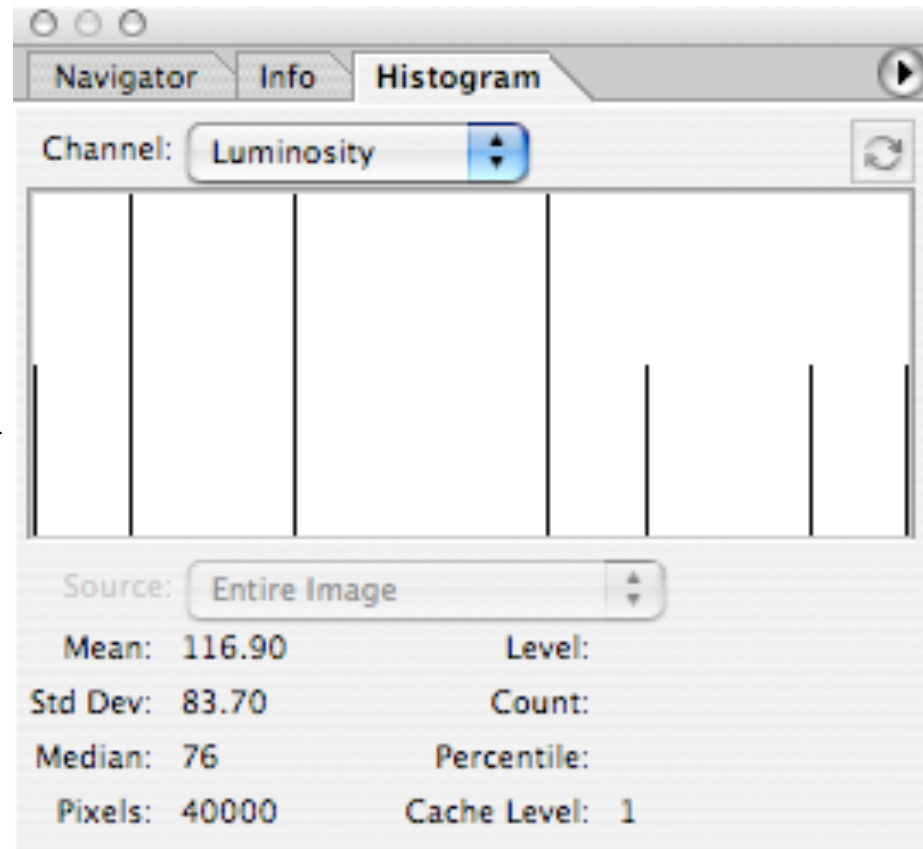 Navigator Info Histogram
Channel: Luminosity
Source: Entire Image
Mean: 116.90 Level:
Std Dev: 83.70 Count:
Median: 76 Percentile:
Pixels: 40000 Cache Level: 1